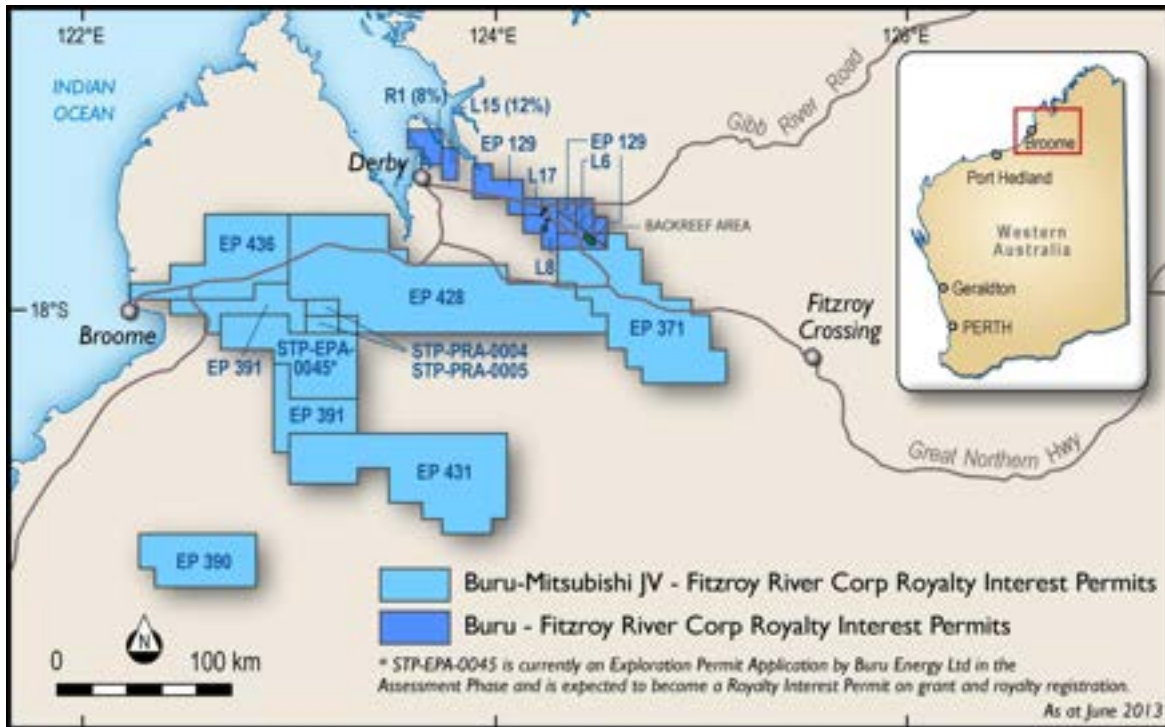 122°E
124°E
126°E
INDIAN
OCEAN
R1 (8%)
L15 (12%)
EP 129
EP 129
L6
L17
Derby
Gibb River Road
BACKREEF AREA
EP 436
L8
EP 428
18°S
Broome
EP 371
Fitzroy
Crossing
EP 391
STP-EPA-
0045*
STP-PRA-0004
STP-PRA-0005
EP 391
EP 431
Great Northern Hwy
EP 390
Broome
Port Hedland
Western
Australia
Geraldton
PERTH
N
0 100 km
Buru-Mitsubishi JV - Fitzroy River Corp Royalty Interest Permits
Buru - Fitzroy River Corp Royalty Interest Permits
* STP-EPA-0045 is currently an Exploration Permit Application by Buru Energy Ltd in the
Assessment Phase and is expected to become a Royalty Interest Permit on grant and royalty registration.
As at June 2013